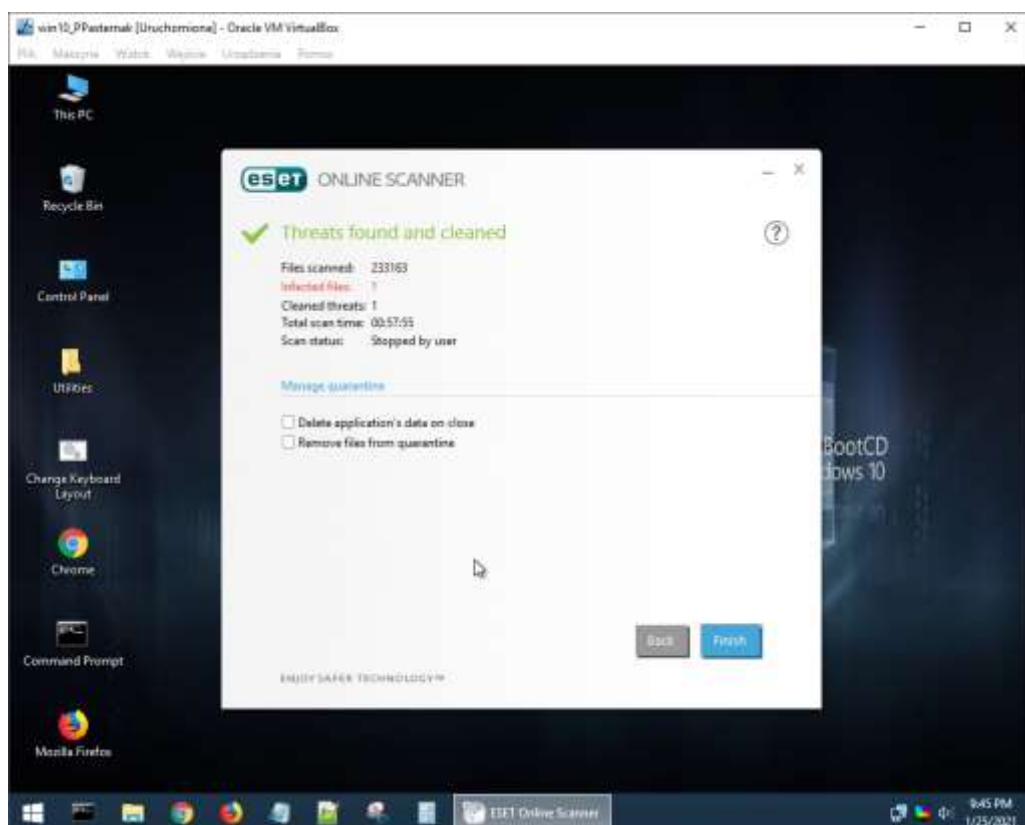 win10_PPasternak [Uruchomiona] - Oracle VM VirtualBox
Plik Maszyna Widok Wejście Urządzenia Pomoc
This PC
Recycle Bin
Control Panel
Utilities
Change Keyboard
Layout
Chrome
Command Prompt
Mozilla Firefox
eset ONLINE SCANNER
Threats found and cleaned
?
Files scanned: 233163
Infected files: 1
Cleaned threats: 1
Total scan time: 00:57:55
Scan status: Stopped by user
Manage quarantine
Delete application's data on close
Remove files from quarantine
Back Finish
ENJOY SAFER TECHNOLOGY™
BootCD
dows 10
ESET Online Scanner
9:45 PM
1/25/2021